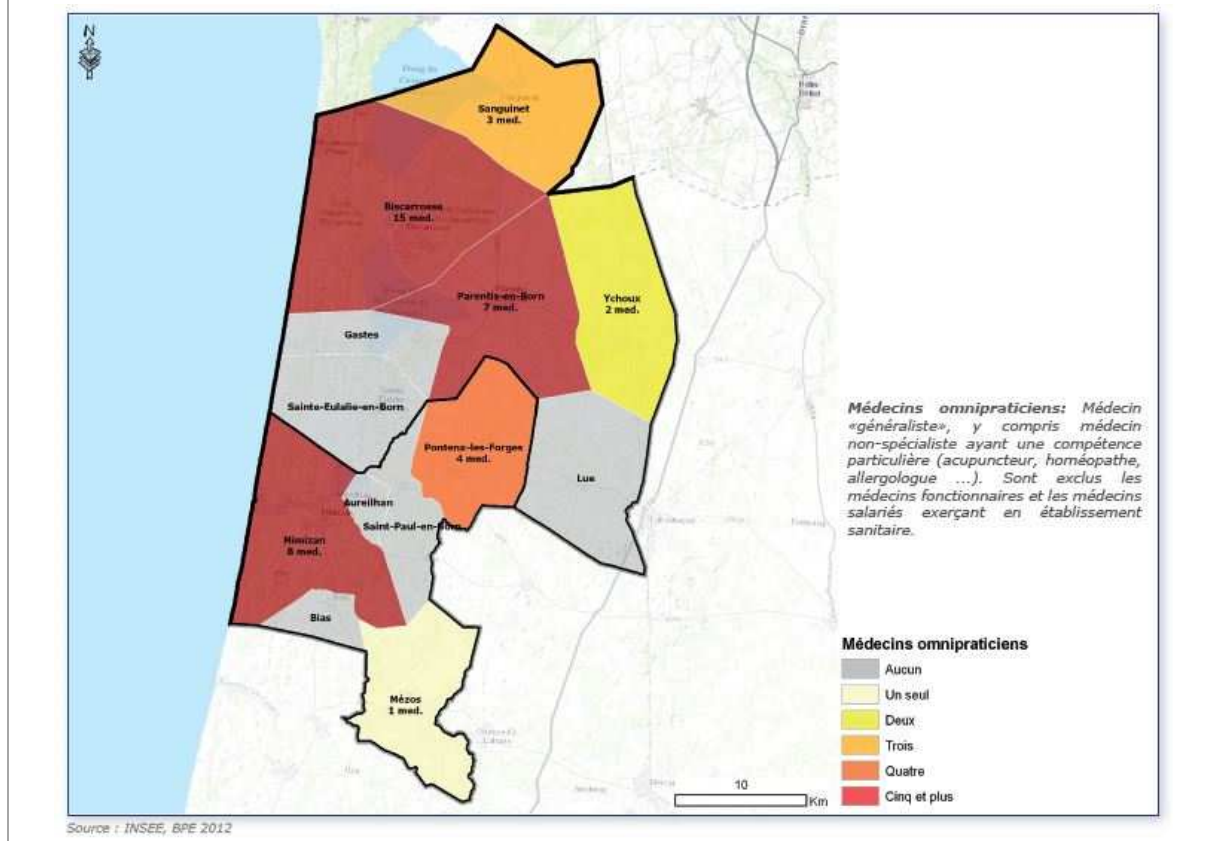 N
Sanguinet
3 med.
Biscarrosse
15 med.
Parentis-en-Born
7 med.
Ychoux
2 med.
Gastes
Sainte-Eulalie-en-Born
Pontenx-les-Forges
4 med.
Lue
Aureilhan
Saint-Paul-en-Born
Mimizan
8 med.
Bias
Mézos
1 med.
Médecins omnipraticiens: Médecin
«généraliste», y compris médecin
non-spécialiste ayant une compétence
particulière (acupuncteur, homéopathe,
allergologue ...). Sont exclus les
médecins fonctionnaires et les médecins
salariés exerçant en établissement
sanitaire.
Médecins omnipraticiens
Aucun
Un seul
Deux
Trois
Quatre
Cinq et plus
10
Km
Source : INSEE, BPE 2012